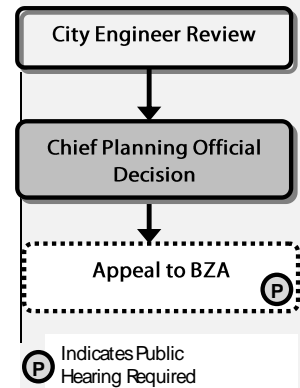 City Engineer Review
Chief Planning Official
Decision
Appeal to BZA
P
P
Indicates Public
Hearing Required